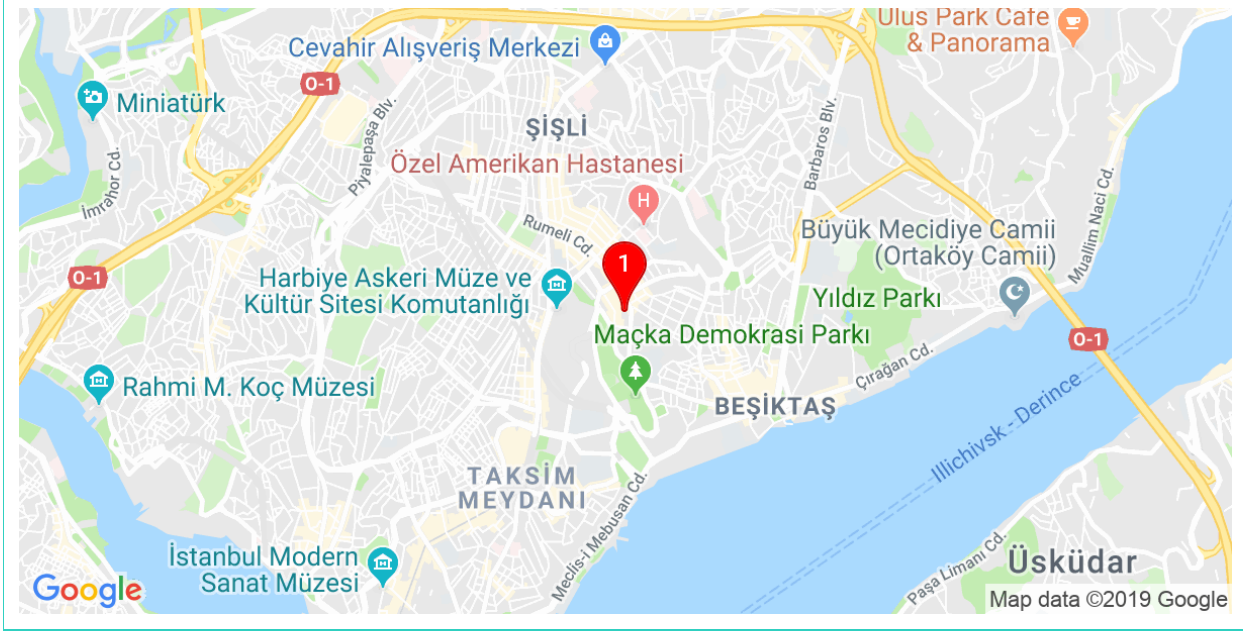 Ulus Park Cafe
& Panorama
Cevahir Alışveriş Merkezi
O-1
Miniatürk
Piyalepaşa Blv.
ŞİŞLİ
Barbaros Blv.
Özel Amerikan Hastanesi
H
İmrahor Cd.
Rumeli Cd.
Muallim Naci Cd.
Büyük Mecidiye Camii
(Ortaköy Camii)
1
O-1
Harbiye Askeri Müze ve
Kültür Sitesi Komutanlığı
Yıldız Parkı
Maçka Demokrasi Parkı
O-1
Çırağan Cd.
Rahmi M. Koç Müzesi
BEŞİKTAŞ
Illichivsk - Derince
TAKSİM
MEYDANI
Meclis-i Mebusan Cd.
İstanbul Modern
Sanat Müzesi
Paşa Limanı Cd.
Üsküdar
Google
Map data ©2019 Google